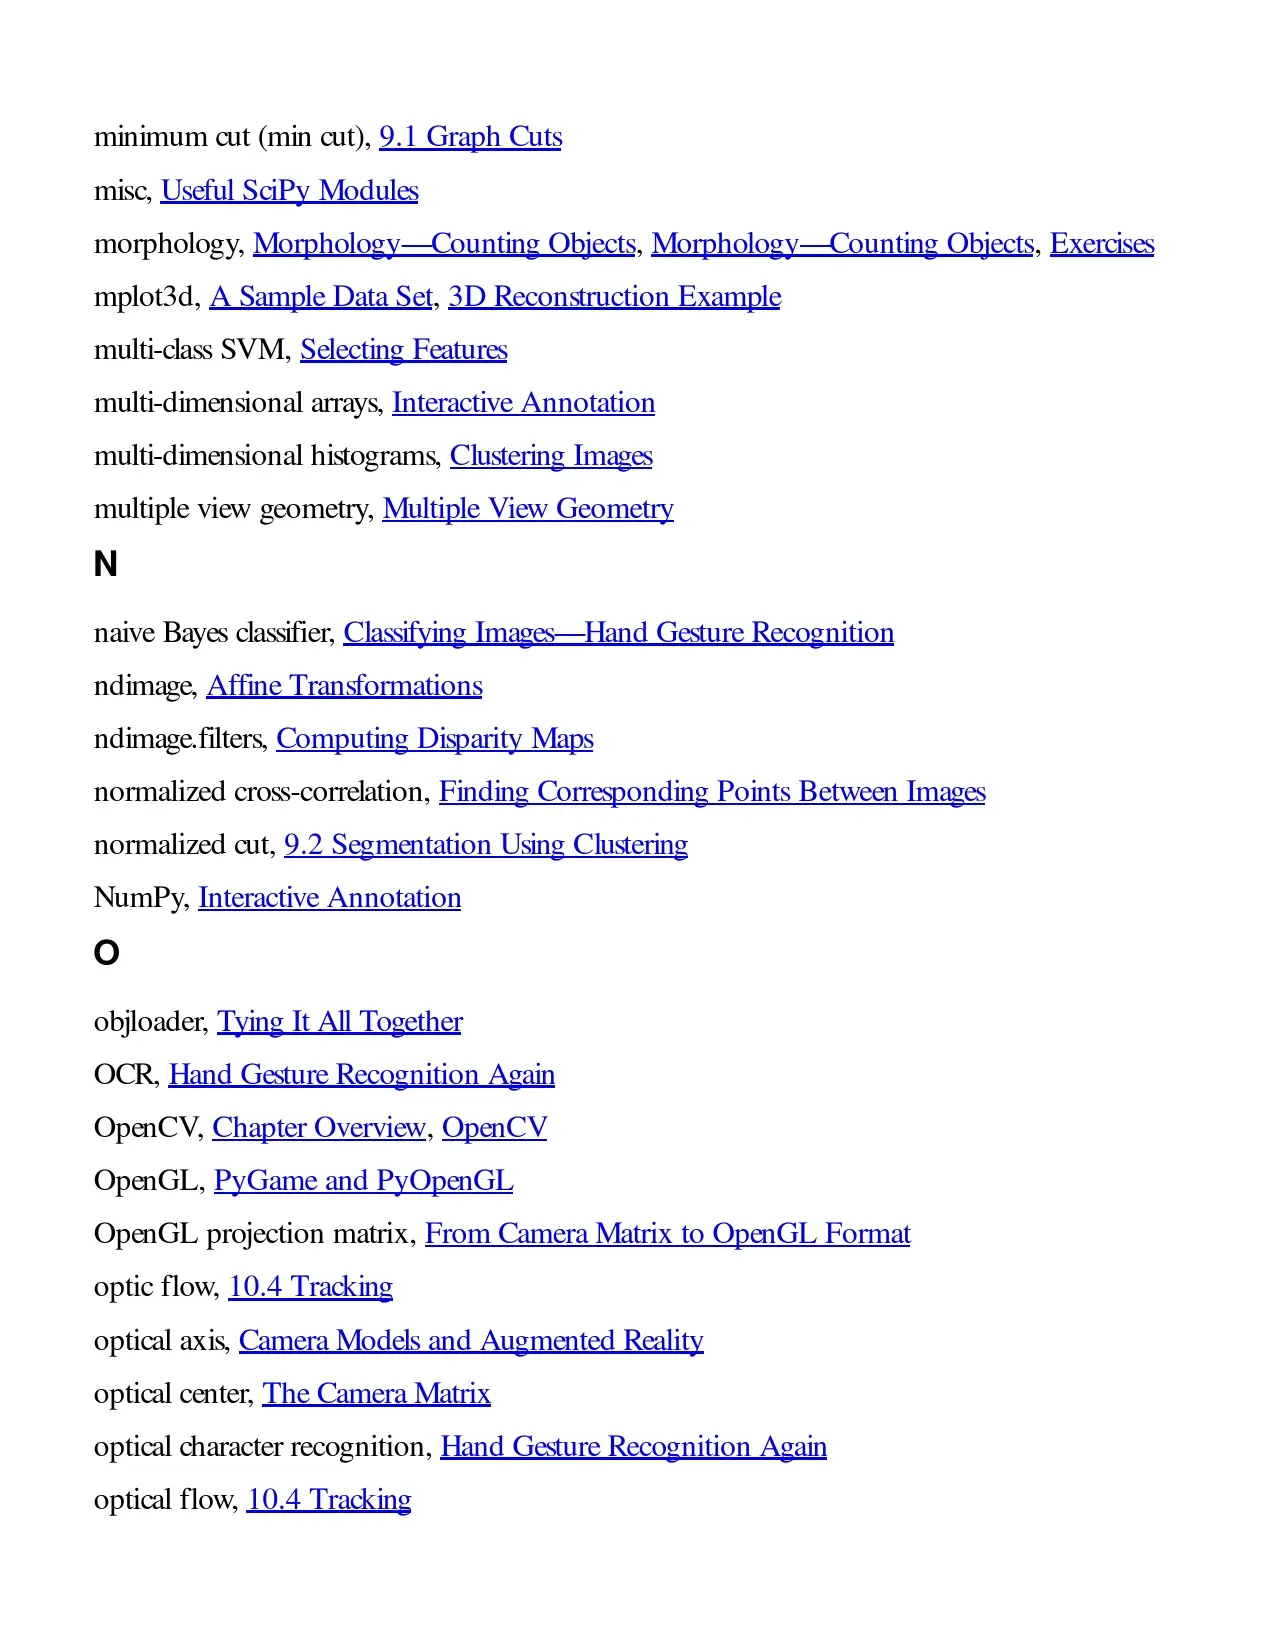 minimum cut (min cut), 9.1 Graph Cuts
misc, Useful SciPy Modules
morphology, Morphology—Counting Objects, Morphology—Counting Objects, Exercises
mplot3d, A Sample Data Set, 3D Reconstruction Example
multi-class SVM, Selecting Features
multi-dimensional arrays, Interactive Annotation
multi-dimensional histograms, Clustering Images
multiple view geometry, Multiple View Geometry
N
naive Bayes classifier, Classifying Images—Hand Gesture Recognition
ndimage, Affine Transformations
ndimage.filters, Computing Disparity Maps
normalized cross-correlation, Finding Corresponding Points Between Images
normalized cut, 9.2 Segmentation Using Clustering
NumPy, Interactive Annotation
O
objloader, Tying It All Together
OCR, Hand Gesture Recognition Again
OpenCV, Chapter Overview, OpenCV
OpenGL, PyGame and PyOpenGL
OpenGL projection matrix, From Camera Matrix to OpenGL Format
optic flow, 10.4 Tracking
optical axis, Camera Models and Augmented Reality
optical center, The Camera Matrix
optical character recognition, Hand Gesture Recognition Again
optical flow, 10.4 Tracking